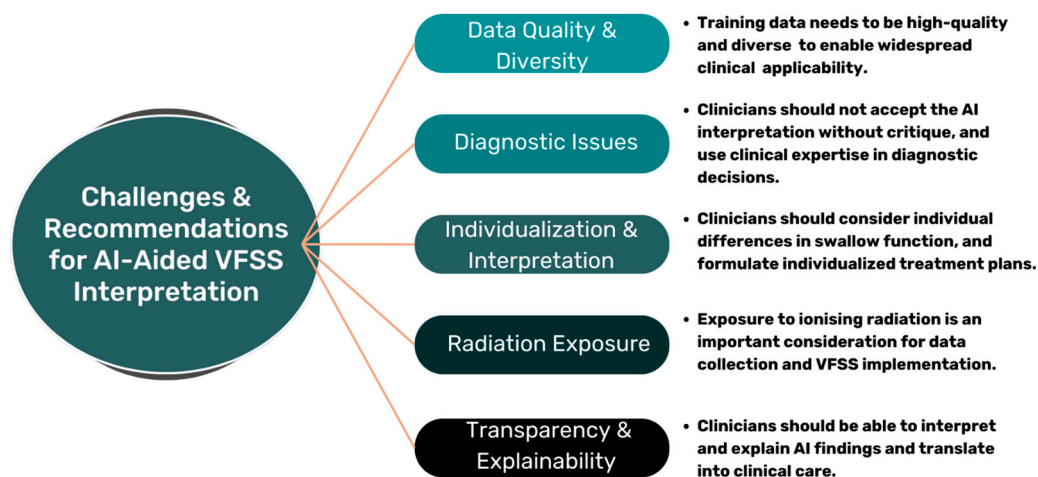 Challenges &
Recommendations
for AI-Aided VFSS
Interpretation
Data Quality &
Diversity
• Training data needs to be high-quality
and diverse to enable widespread
clinical applicability.
Diagnostic Issues
• Clinicians should not accept the AI
interpretation without critique, and
use clinical expertise in diagnostic
decisions.
Individualization &
Interpretation
• Clinicians should consider individual
differences in swallow function, and
formulate individualized treatment plans.
Radiation Exposure
• Exposure to ionising radiation is an
important consideration for data
collection and VFSS implementation.
Transparency &
Explainability
• Clinicians should be able to interpret
and explain AI findings and translate
into clinical care.